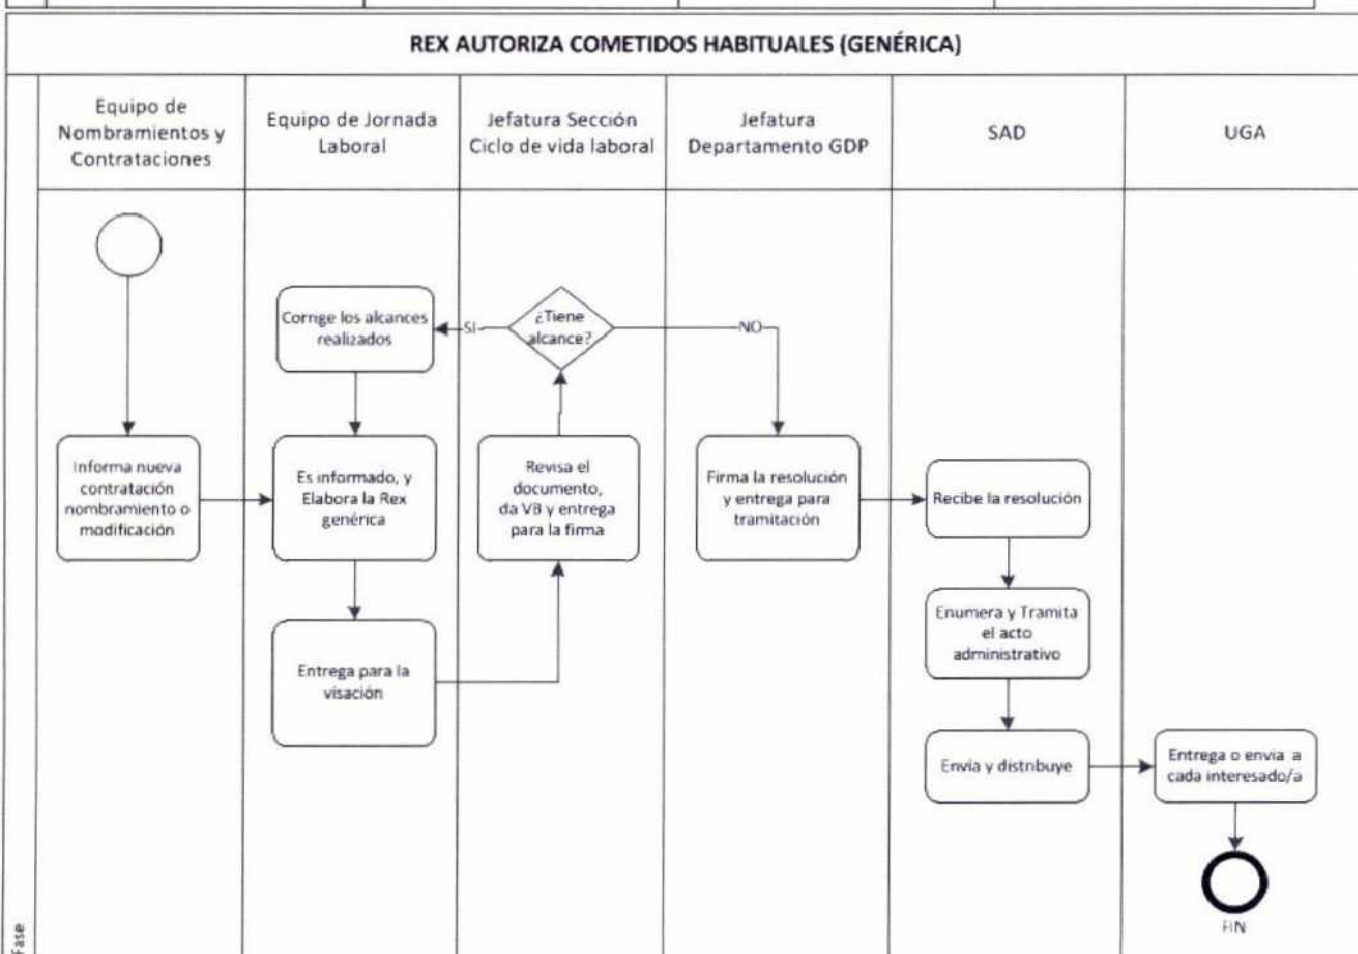 REX AUTORIZA COMETIDOS HABITUALES (GENÉRICA)
Equipo de
Nombramientos y
Contrataciones
Equipo de Jornada
Laboral
Jefatura Sección
Ciclo de vida laboral
Jefatura
Departamento GDP
SAD
UGA
Corrige los alcances
realizados
SI
¿Tiene
alcance?
NO
Informa nueva
contratación
nombramiento o
modificación
Es informado, y
Elabora la Rex
genérica
Revisa el
documento,
da VB y entrega
para la firma
Firma la resolución
y entrega para
tramitación
Recibe la resolución
Enumera y Tramita
el acto
administrativo
Entrega para la
visación
Envía y distribuye
Entrega o envia a
cada interesado/a
FIN
Fase